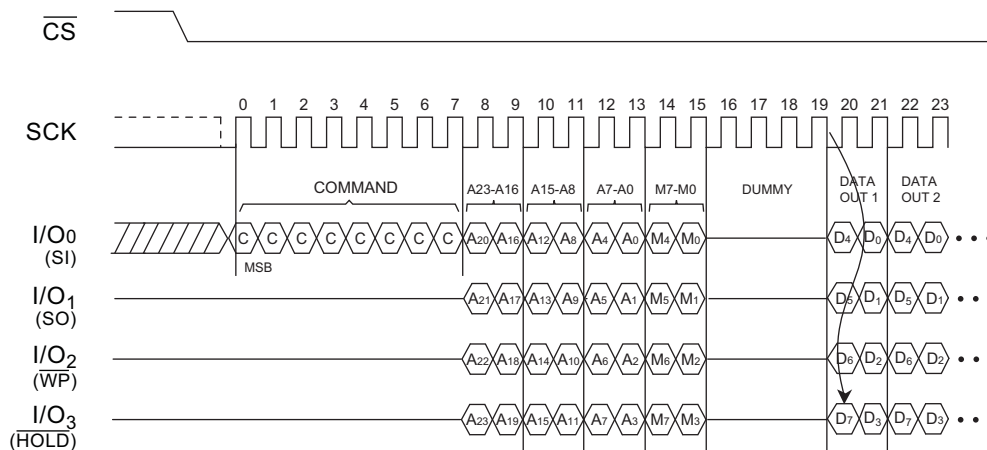 CS
0 1 2 3 4 5 6 7 8 9 10 11 12 13 14 15 16 17 18 19 20 21 22 23
SCK
COMMAND A23-A16 A15-A8 A7-A0 M7-M0 DUMMY DATA OUT 1 DATA OUT 2
I/O0 C C C C C C C C A20 A16 A12 A8 A4 A0 M4 M0 D4 D0 D4 D0 • • •
(SI)
MSB
I/O1 A21 A17 A13 A9 A5 A1 M5 M1 D5 D1 D5 D1 • •
(SO)
I/O2 A22 A18 A14 A10 A6 A2 M6 M2 D6 D2 D6 D2 • •
(WP)
I/O3 A23 A19 A15 A11 A7 A3 M7 M3 D7 D3 D7 D3 • •
(HOLD)